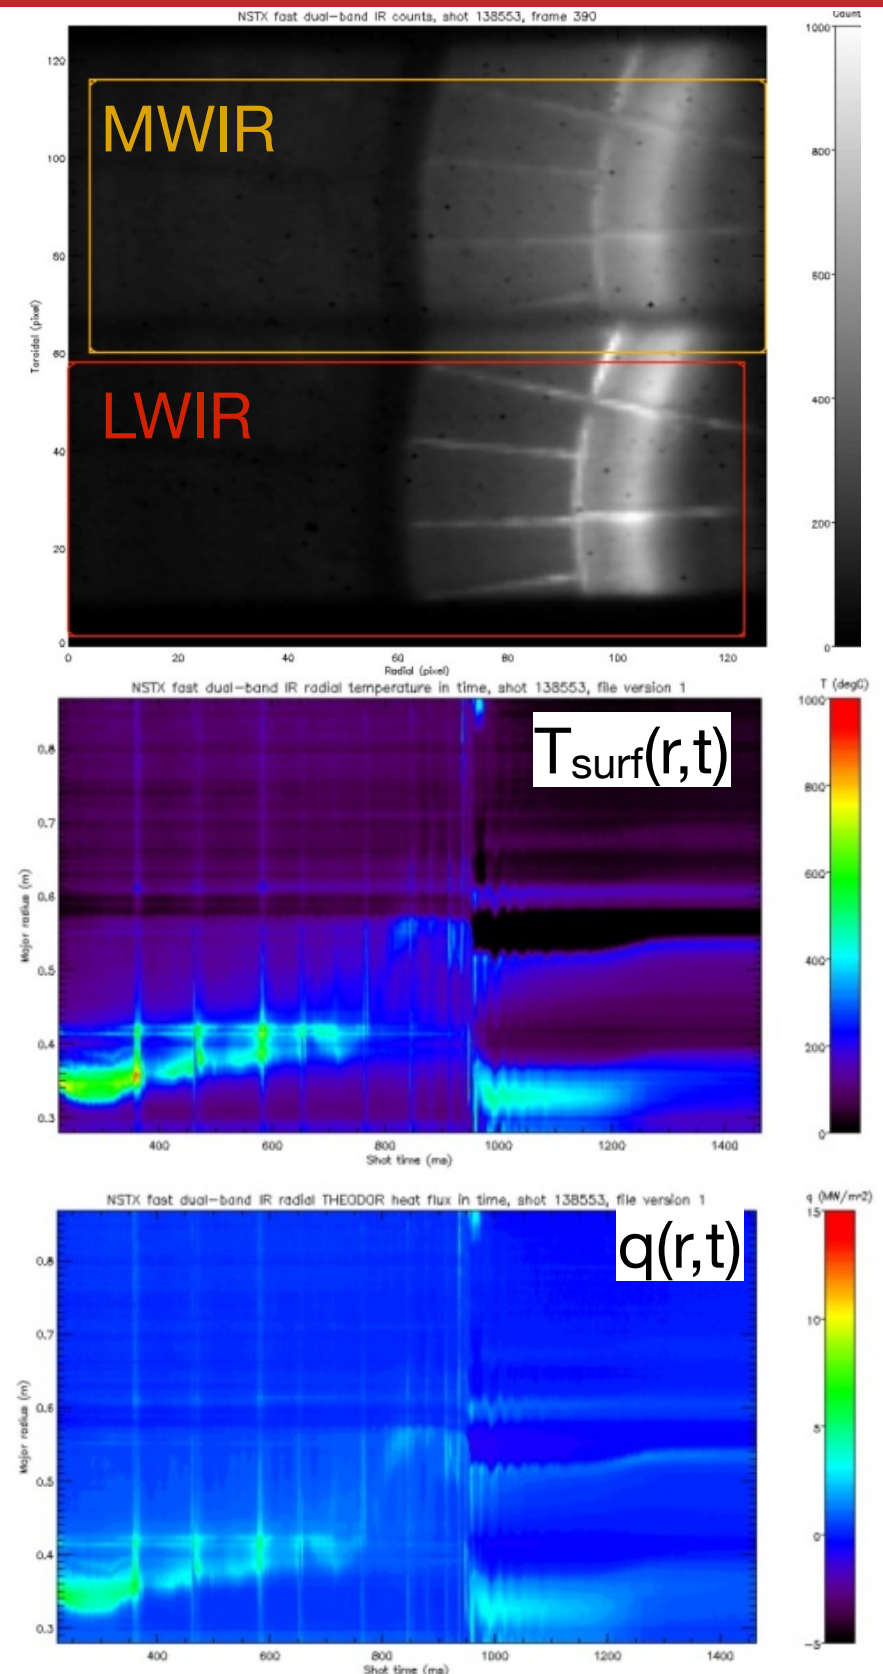 NSTX fast dual-band IR counts, shot 138553, frame 390
Count
1000
800
600
400
200
0
120
100
80
60
40
20
0
Toroidal (pixel)
MWIR
LWIR
0 20 40 60 80 100 120
Radial (pixel)
NSTX fast dual-band IR radial temperature in time, shot 138553, file version 1
T (degC)
Tsurf(r,t)
1000
800
600
400
200
0
0.8
0.7
0.6
0.5
0.4
0.3
Major radius (m)
400 600 800 1000 1200 1400
Shot time (ms)
NSTX fast dual-band IR radial THEODOR heat flux in time, shot 138553, file version 1
q (MW/m^2)
q(r,t)
15
10
5
0
-5
0.8
0.7
0.6
0.5
0.4
0.3
Major radius (m)
400 600 800 1000 1200 1400
Shot time (ms)